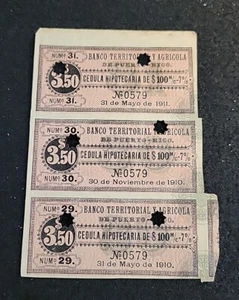 NUMº 31. BANCO TERRITORIAL Y AGRICOLA
DE PUERTO-RICO.
$ 3.50 CEDULA HIPOTECARIA DE $100 m/c-7%
Nº0579
NUM. 31. 31 de Mayo de 1911.
NUMº 30. BANCO TERRITORIAL Y AGRICOLA
DE PUERTO-RICO.
$ 3.50 CEDULA HIPOTECARIA DE $100 m/c-7%
Nº0579
NUM. 30. 30 de Noviembre de 1910.
NUMº 29. BANCO TERRITORIAL Y AGRICOLA
DE PUERTO-RICO.
3.50 CEDULA HIPOTECARIA DE $100 m/c-7%
Nº0579
NUM. 29. 31 de Mayo de 1910.